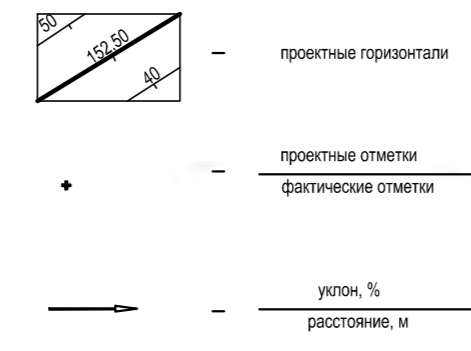 50
152,50
40
– проектные горизонтали
– проектные отметки
фактические отметки
– уклон, %
расстояние, м